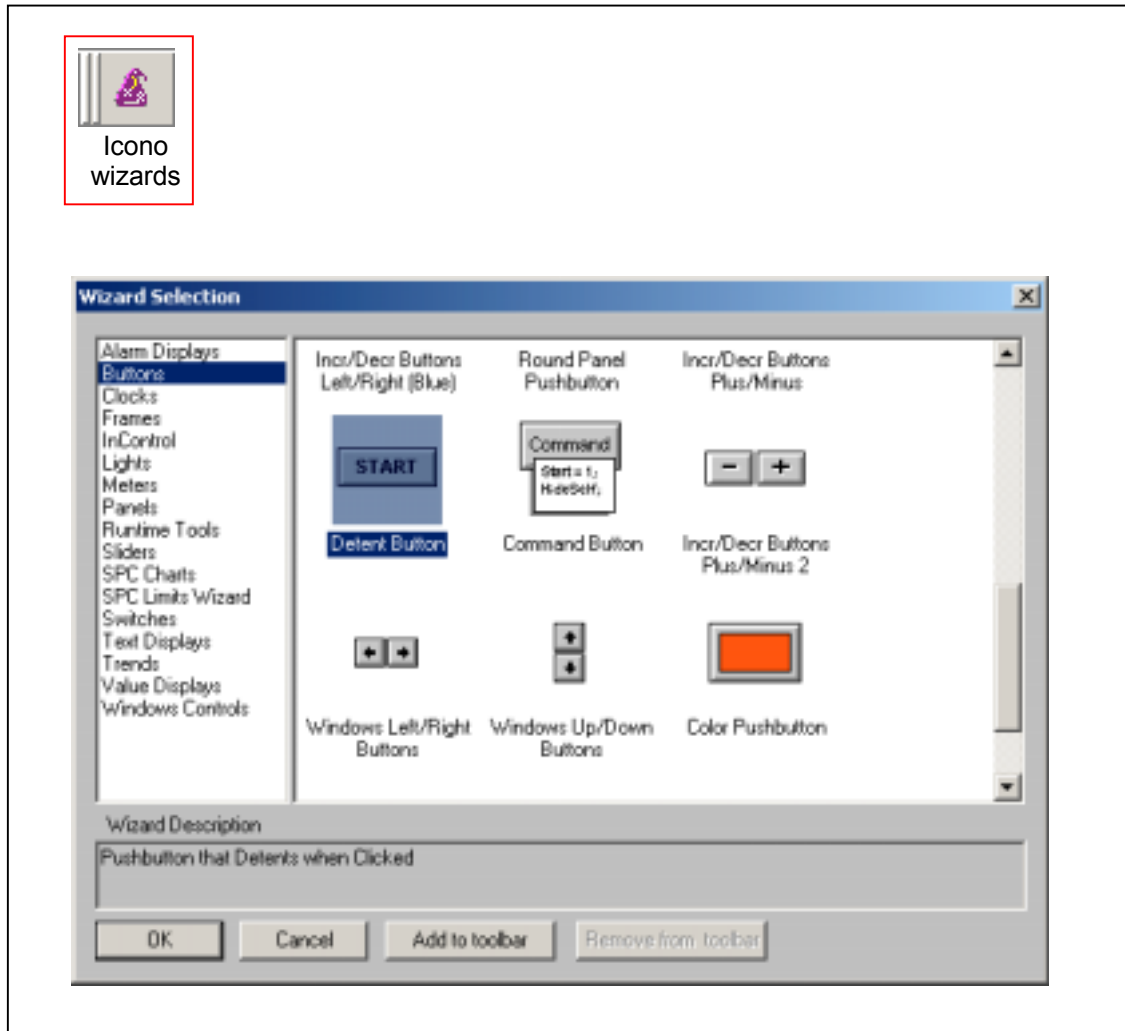 Icono
wizards
Wizard Selection
Alarm Displays
Buttons
Clocks
Frames
InControl
Lights
Meters
Panels
Runtime Tools
Sliders
SPC Charts
SPC Limits Wizard
Switches
Text Displays
Trends
Value Displays
Windows Controls
Incr/Decr Buttons
Left/Right (Blue)
Round Panel
Pushbutton
Incr/Decr Buttons
Plus/Minus
START
Command
Start = 1;
HideSelf;
- +
Detent Button
Command Button
Incr/Decr Buttons
Plus/Minus 2
Windows Left/Right
Buttons
Windows Up/Down
Buttons
Color Pushbutton
Wizard Description
Pushbutton that Detents when Clicked
OK
Cancel
Add to toolbar
Remove from toolbar